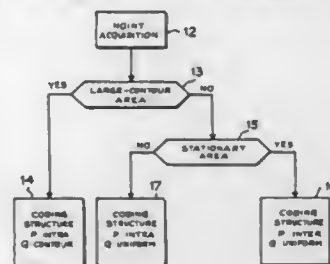 NOINT
ACQUISITION
12
LARGE-CONTOUR
AREA
13
YES
NO
STATIONARY
AREA
15
NO
YES
14
CODING
STRUCTURE
P INTRA
Q CONTOUR
17
CODING
STRUCTURE
P INTRA
Q UNIFORM
CODING
STRUCTURE
P INTER
Q UNIFORM